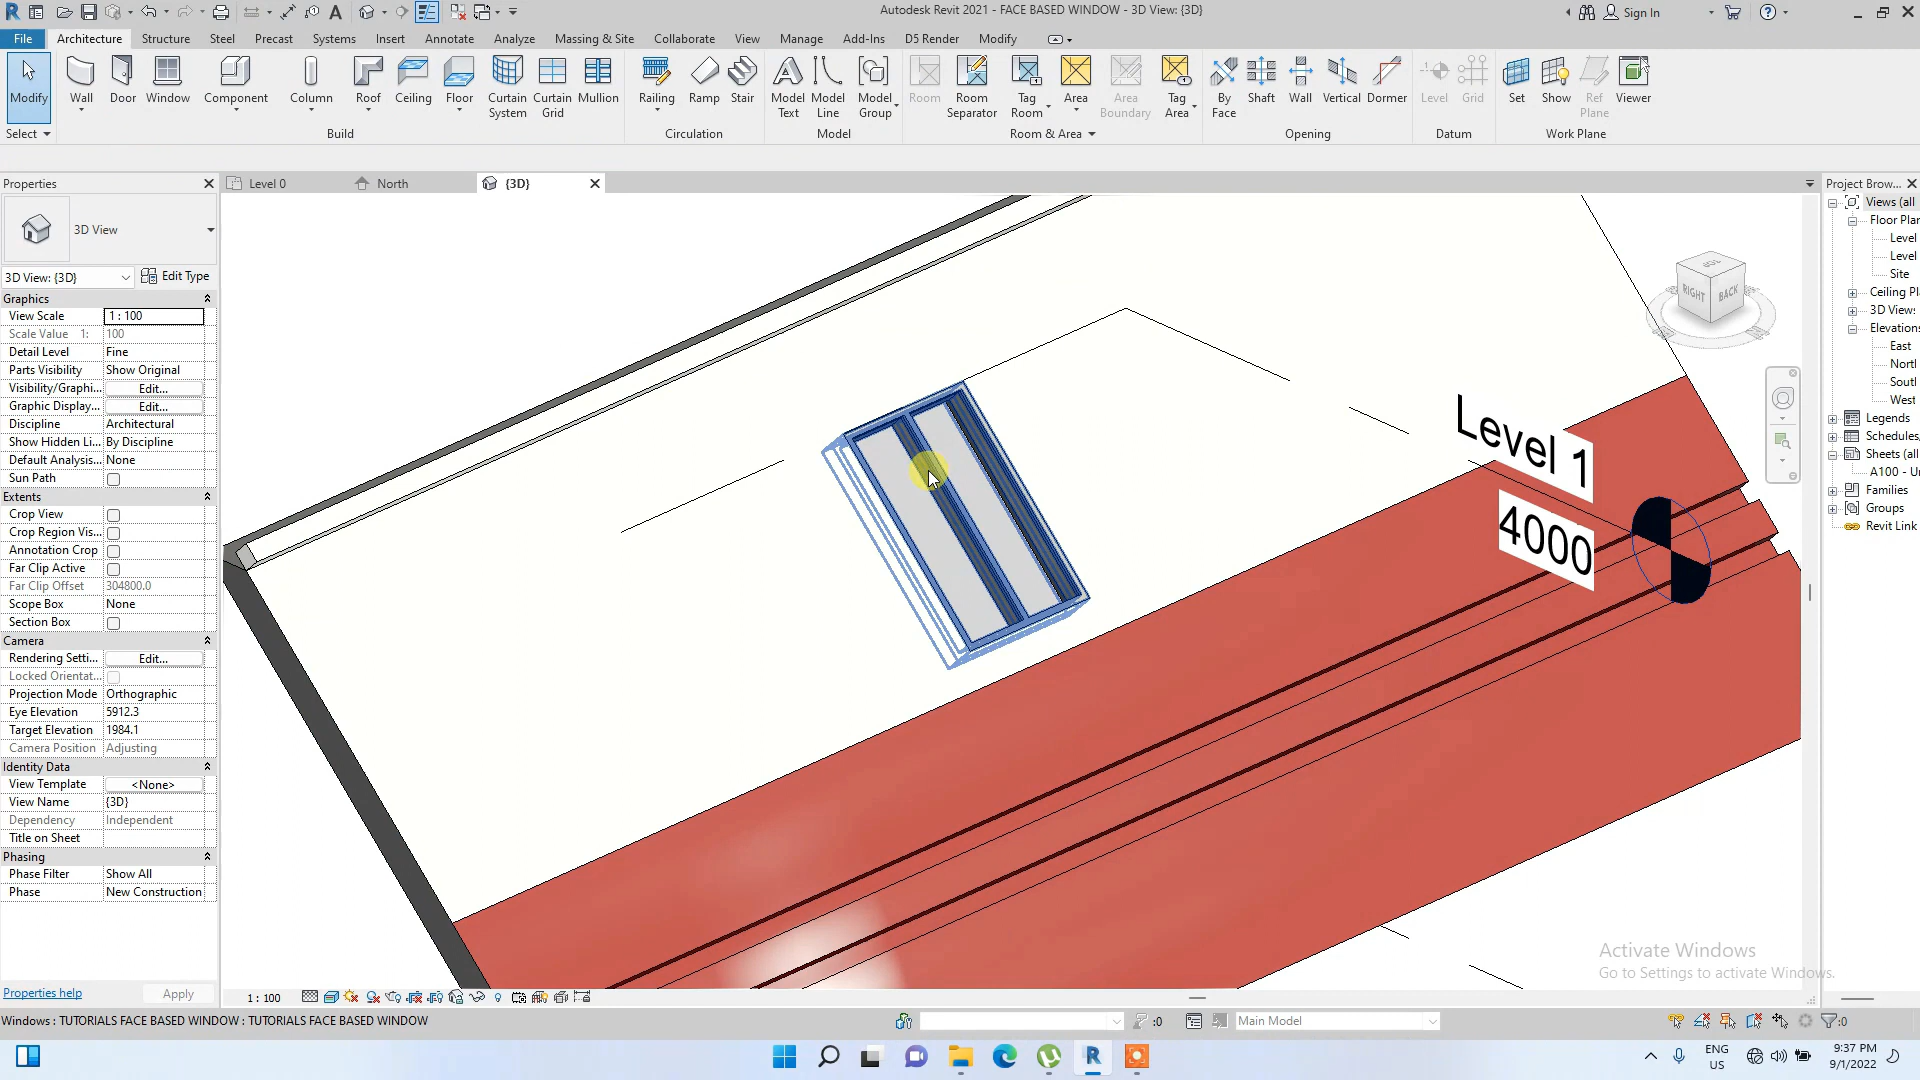 Autodesk Revit 2021 - FACE BASED WINDOW - 3D View: {3D}
Sign In
File
Architecture
Structure
Steel
Precast
Systems
Insert
Annotate
Analyze
Massing & Site
Collaborate
View
Manage
Add-Ins
D5 Render
Modify
Modify
Wall
Door
Window
Component
Column
Roof
Ceiling
Floor
Curtain System
Curtain Grid
Mullion
Railing
Ramp
Stair
Model Text
Model Line
Model Group
Room
Room Separator
Tag Room
Area
Area Boundary
Tag Area
By Face
Shaft
Wall
Vertical
Dormer
Level
Grid
Set
Show
Ref Plane
Viewer
Select
Build
Circulation
Model
Room & Area
Opening
Datum
Work Plane
Properties
Level 0
North
{3D}
Project Brow...
3D View
3D View: {3D}
Edit Type
Graphics
View Scale 1 : 100
Scale Value 1: 100
Detail Level Fine
Parts Visibility Show Original
Visibility/Graphi... Edit...
Graphic Display... Edit...
Discipline Architectural
Show Hidden Li... By Discipline
Default Analysis... None
Sun Path
Extents
Crop View
Crop Region Vis...
Annotation Crop
Far Clip Active
Far Clip Offset 304800.0
Scope Box None
Section Box
Camera
Rendering Setti... Edit...
Locked Orientat...
Projection Mode Orthographic
Eye Elevation 5912.3
Target Elevation 1984.1
Camera Position Adjusting
Identity Data
View Template <None>
View Name {3D}
Dependency Independent
Title on Sheet
Phasing
Phase Filter Show All
Phase New Construction
Properties help
Apply
TOP
RIGHT
BACK
Level 1
4000
Views (all
Floor Plan
Level
Level
Site
Ceiling Pl
3D Views
Elevations
East
North
South
West
Legends
Schedules,
Sheets (all
A100 - Un
Families
Groups
Revit Link
Activate Windows
Go to Settings to activate Windows.
1 : 100
Windows : TUTORIALS FACE BASED WINDOW : TUTORIALS FACE BASED WINDOW
:0
Main Model
:0
ENG
US
9:37 PM
9/1/2022